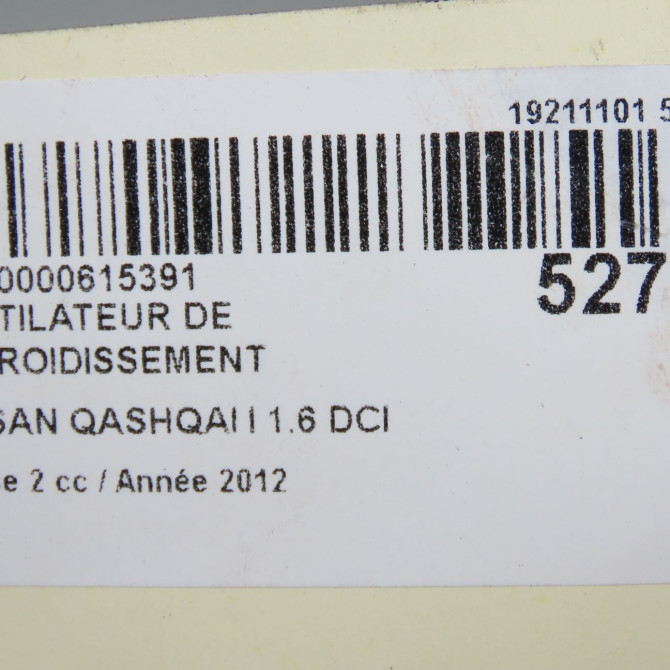 19211101 5
0000615391
527
TILATEUR DE
ROIDISSEMENT
SAN QASHQAI I 1.6 DCI
e 2 cc / Année 2012